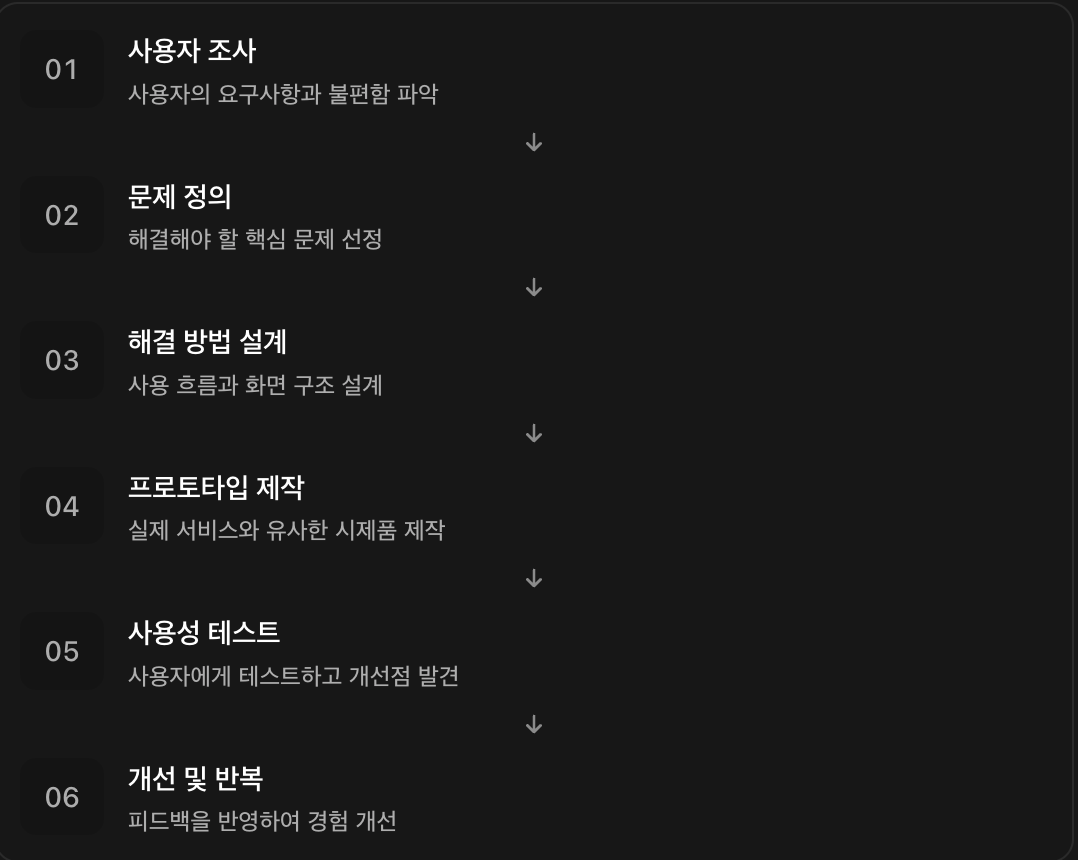 01
사용자 조사
사용자의 요구사항과 불편함 파악
↓
02
문제 정의
해결해야 할 핵심 문제 선정
↓
03
해결 방법 설계
사용 흐름과 화면 구조 설계
↓
04
프로토타입 제작
실제 서비스와 유사한 시제품 제작
↓
05
사용성 테스트
사용자에게 테스트하고 개선점 발견
↓
06
개선 및 반복
피드백을 반영하여 경험 개선